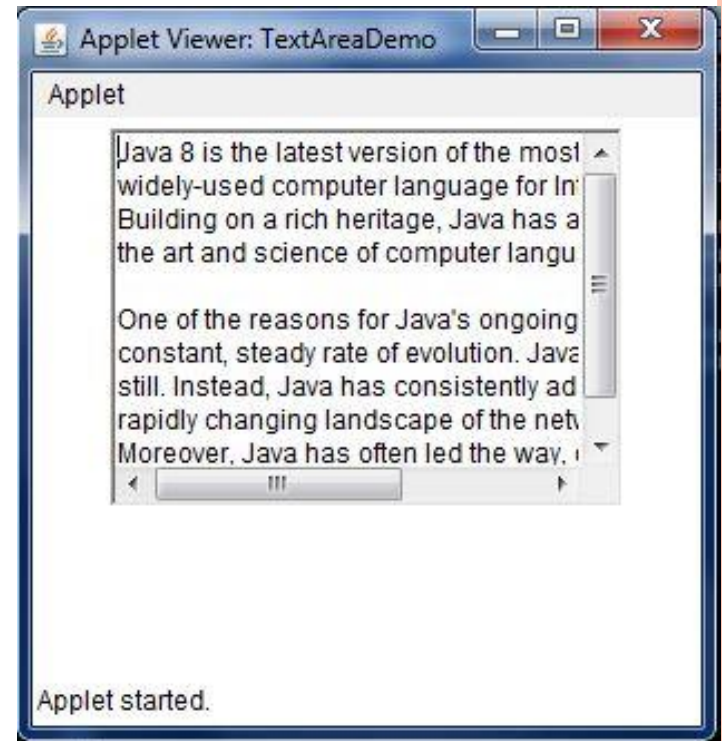 Applet Viewer: TextAreaDemo
Applet
Java 8 is the latest version of the most
widely-used computer language for
Building on a rich heritage, Java has a
the art and science of computer langu
One of the reasons for Java's ongoing
constant, steady rate of evolution. Java
still. Instead, Java has consistently ad
rapidly changing landscape of the
Moreover, Java has often led the way,
Applet started.